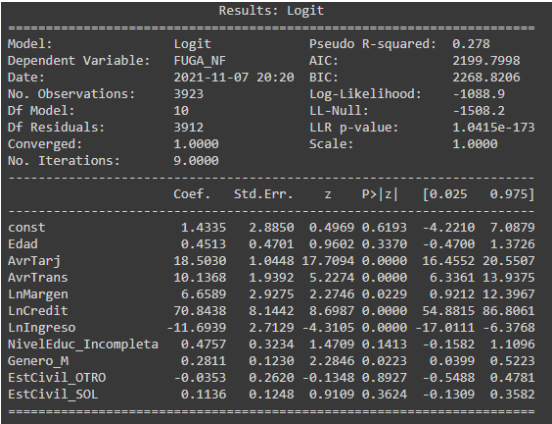 Results: Logit
=================================================================
Model: Logit Pseudo R-squared: 0.278
Dependent Variable: FUGA_NF AIC: 2199.7998
Date: 2021-11-07 20:20 BIC: 2268.8206
No. Observations: 3923 Log-Likelihood: -1088.9
Df Model: 10 LL-Null: -1508.2
Df Residuals: 3912 LLR p-value: 1.0415e-173
Converged: 1.0000 Scale: 1.0000
No. Iterations: 9.0000
-----------------------------------------------------------------
Coef. Std.Err. z P>|z| [0.025 0.975]
-----------------------------------------------------------------
const 1.4335 2.8850 0.4969 0.6193 -4.2210 7.0879
Edad 0.4513 0.4701 0.9602 0.3370 -0.4700 1.3726
AvrTarj 18.5030 1.0448 17.7094 0.0000 16.4552 20.5507
AvrTrans 10.1368 1.9392 5.2274 0.0000 6.3361 13.9375
LnMargen 6.6589 2.9275 2.2746 0.0229 0.9212 12.3967
LnCredit 70.8438 8.1442 8.6987 0.0000 54.8815 86.8061
LnIngreso -11.6939 2.7129 -4.3105 0.0000 -17.0111 -6.3768
NivelEduc_Incompleta 0.4757 0.3234 1.4709 0.1413 -0.1582 1.1096
Genero_M 0.2811 0.1230 2.2846 0.0223 0.0399 0.5223
EstCivil_OTRO -0.0353 0.2620 -0.1348 0.8927 -0.5488 0.4781
EstCivil_SOL 0.1136 0.1248 0.9109 0.3624 -0.1309 0.3582
=================================================================